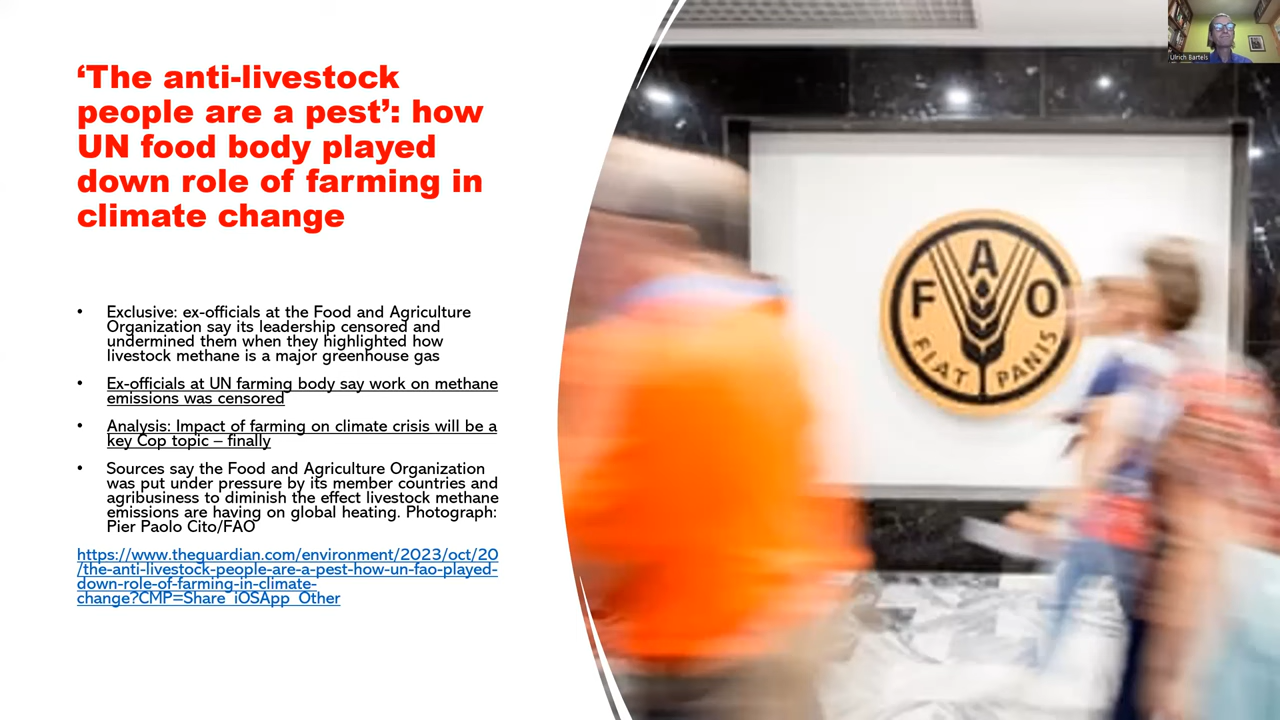 ‘The anti-livestock
people are a pest’: how
UN food body played
down role of farming in
climate change
• Exclusive: ex-officials at the Food and Agriculture
Organization say its leadership censored and
undermined them when they highlighted how
livestock methane is a major greenhouse gas
• Ex-officials at UN farming body say work on methane
emissions was censored
• Analysis: Impact of farming on climate crisis will be a
key Cop topic – finally
• Sources say the Food and Agriculture Organization
was put under pressure by its member countries and
agribusiness to diminish the effect livestock methane
emissions are having on global heating. Photograph:
Pier Paolo Cito/FAO
https://www.theguardian.com/environment/2023/oct/20
/the-anti-livestock-people-are-a-pest-how-un-fao-played-
down-role-of-farming-in-climate-
change?CMP=Share_iOSApp_Other
F A O
FIAT PANIS
Ulrich Bartels